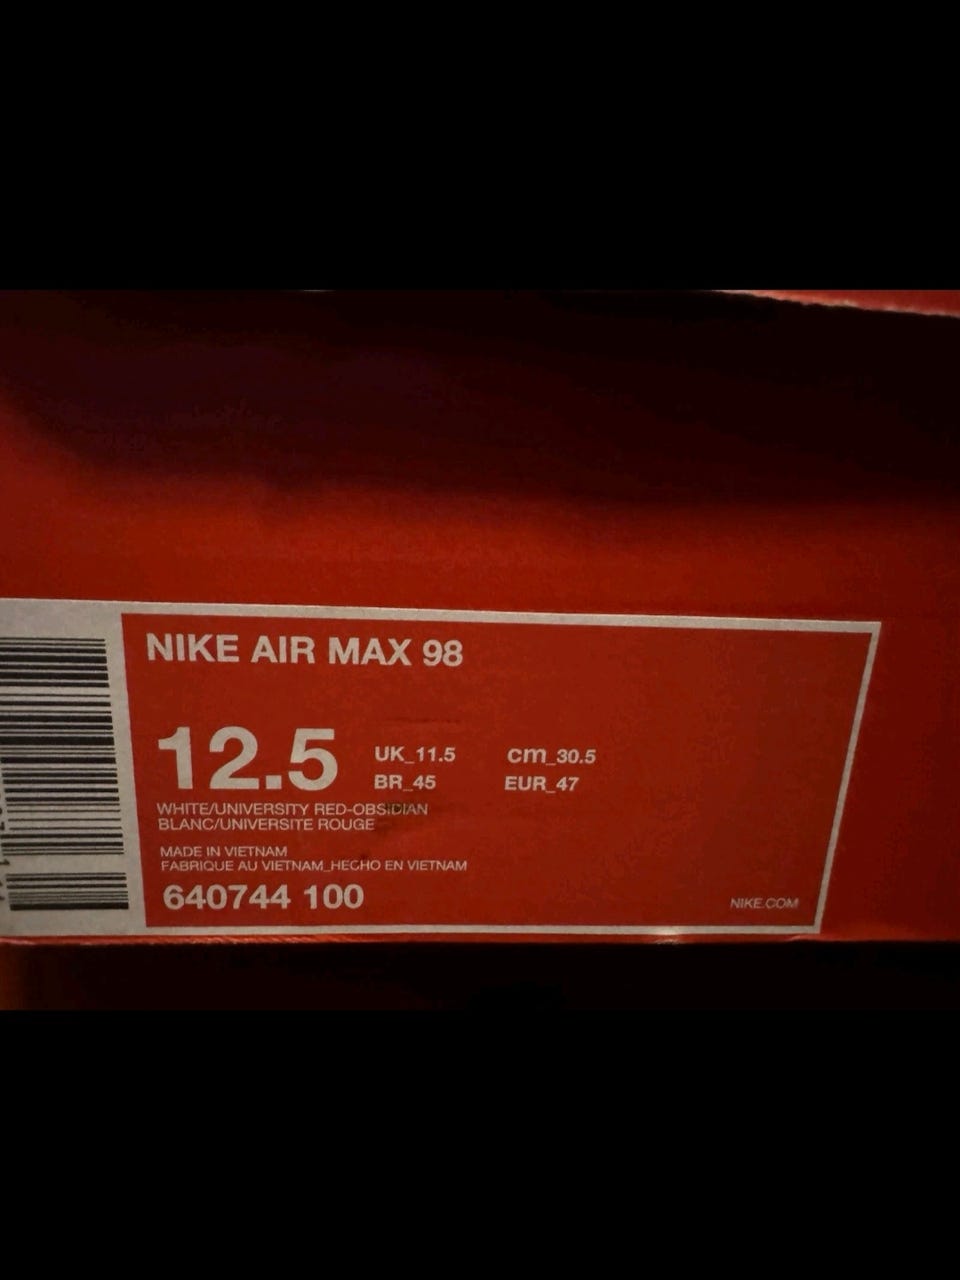 NIKE AIR MAX 98
12.5
UK_11.5 cm_30.5
BR_45 EUR_47
WHITE/UNIVERSITY RED-OBSIDIAN
BLANC/UNIVERSITE ROUGE
MADE IN VIETNAM
FABRIQUE AU VIETNAM_HECHO EN VIETNAM
640744 100
NIKE.COM